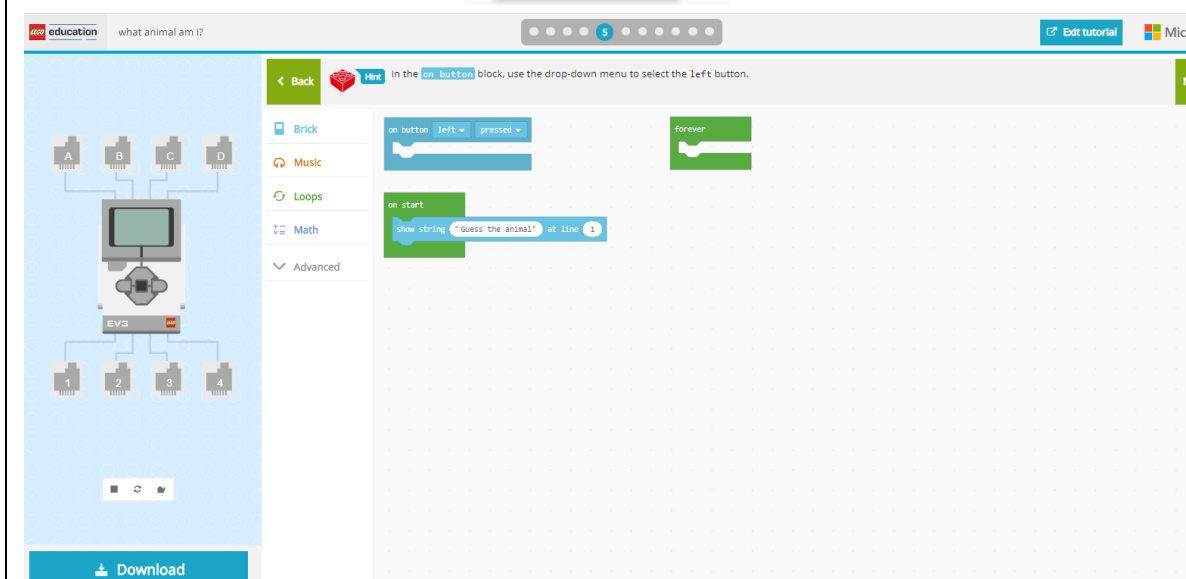 LEGO education what animal am i? 5 Exit tutorial Mic
Back Hint In the on button block, use the drop-down menu to select the left button.
Brick
Music
Loops
Math
Advanced
on button left pressed
forever
on start
show string "Guess the animal" at line 1
A B C D
EV3
1 2 3 4
Download